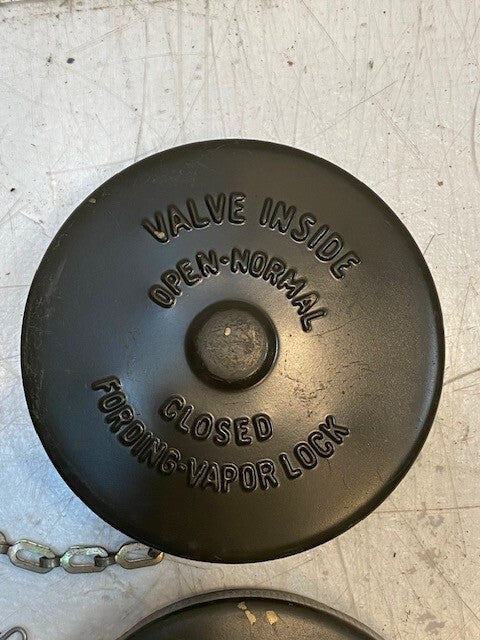 VALVE INSIDE
OPEN-NORMAL
CLOSED
FORDING-VAPOR LOCK